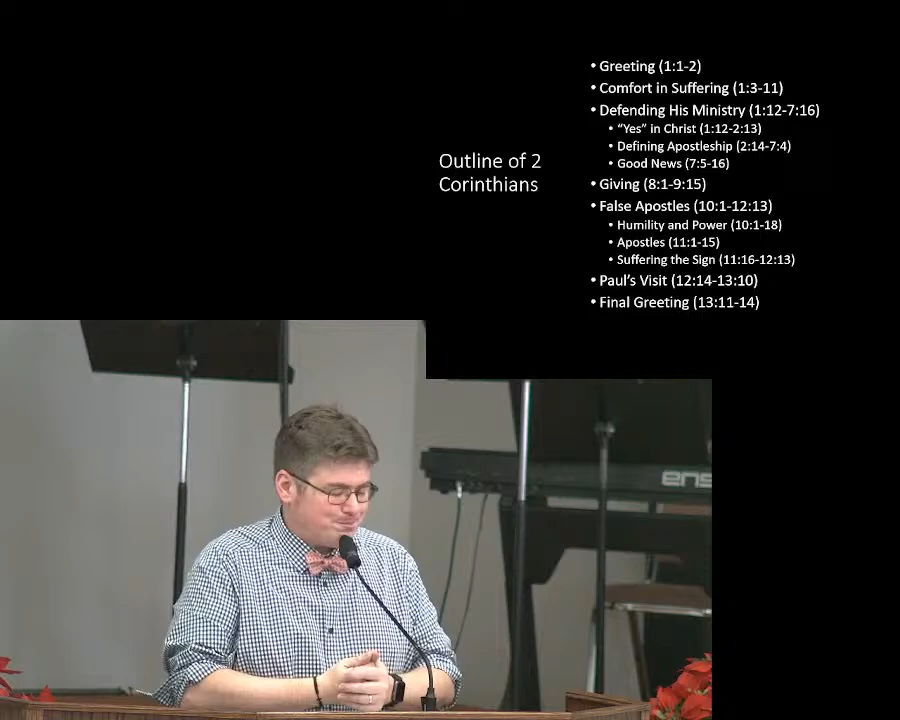 Outline of 2
Corinthians
• Greeting (1:1-2)
• Comfort in Suffering (1:3-11)
• Defending His Ministry (1:12-7:16)
• “Yes” in Christ (1:12-2:13)
• Defining Apostleship (2:14-7:4)
• Good News (7:5-16)
• Giving (8:1-9:15)
• False Apostles (10:1-12:13)
• Humility and Power (10:1-18)
• Apostles (11:1-15)
• Suffering the Sign (11:16-12:13)
• Paul’s Visit (12:14-13:10)
• Final Greeting (13:11-14)
ens